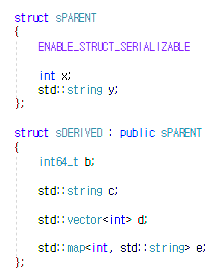 struct sPARENT
{
ENABLE_STRUCT_SERIALIZABLE
int x;
std::string y;
};
struct sDERIVED : public sPARENT
{
int64_t b;
std::string c;
std::vector<int> d;
std::map<int, std::string> e;
};